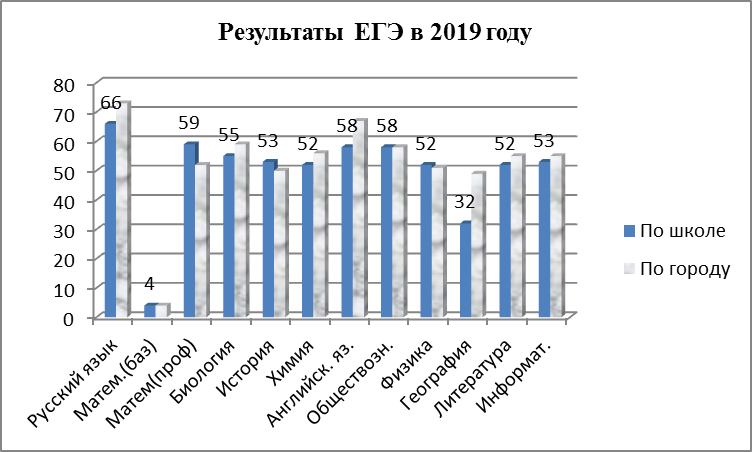 Результаты ЕГЭ в 2019 году
80
70
60
50
40
30
20
10
0
66
4
59
55
53
52
58
58
52
32
52
53
Русский язык
Матем.(баз)
Матем(проф)
Биология
История
Химия
Английск. яз.
Обществозн.
Физика
География
Литература
Информат.
По школе
По городу